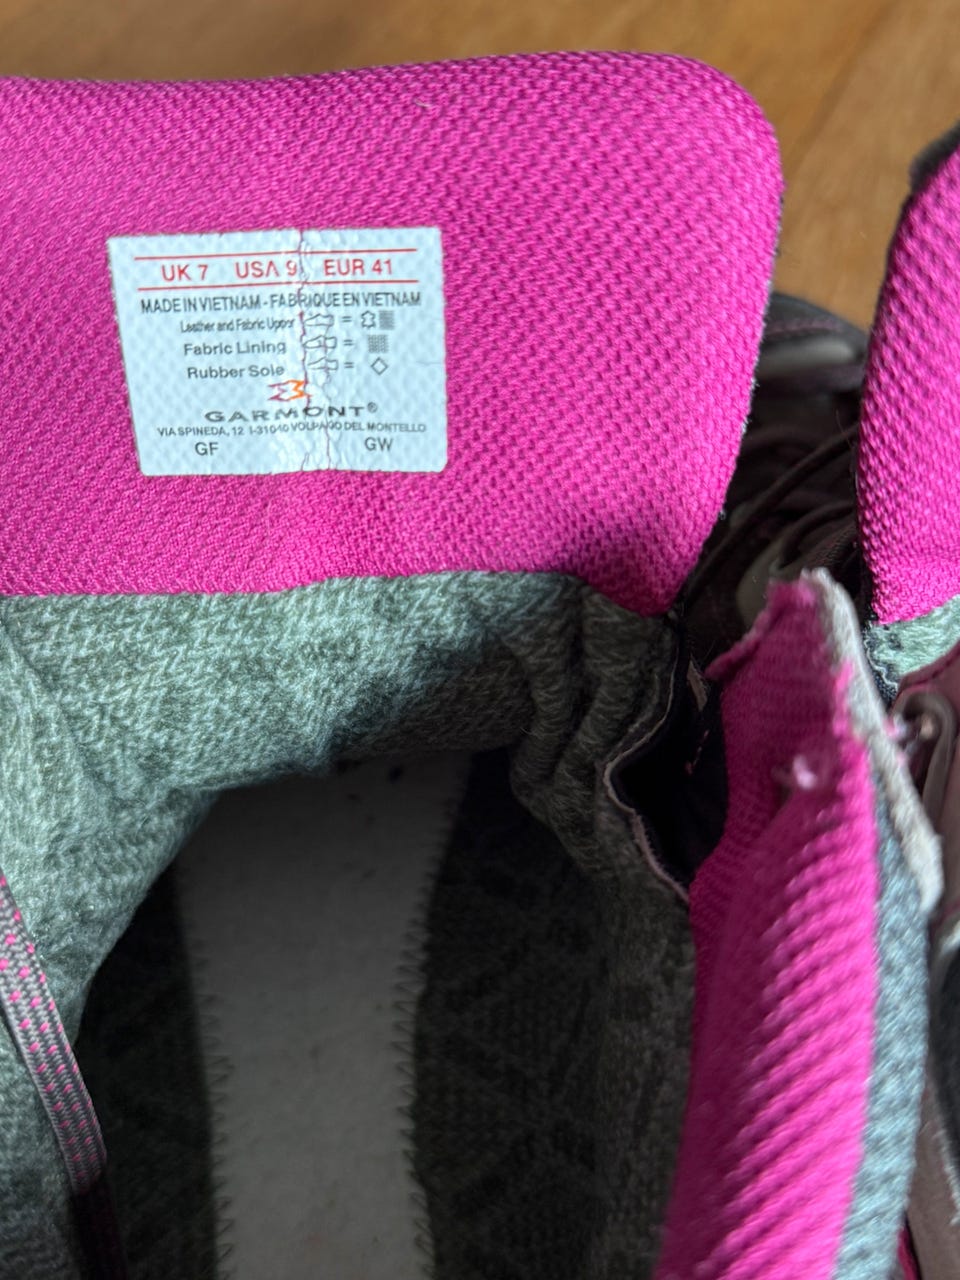 UK 7 USA 9 EUR 41
MADE IN VIETNAM - FABRIQUE EN VIETNAM
Leather and Fabric Upper =
Fabric Lining =
Rubber Sole =
GARMONT®
VIA SPINEDA, 12 I-31040 VOLPAGO DEL MONTELLO
GF GW